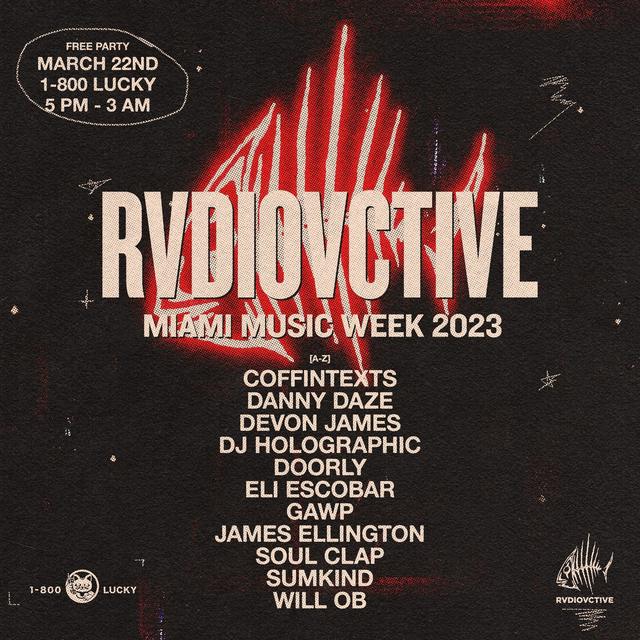 FREE PARTY
MARCH 22ND
1-800 LUCKY
5 PM - 3 AM
RVDIOVCTIVE
MIAMI MUSIC WEEK 2023
[A-Z]
COFFINTEXTS
DANNY DAZE
DEVON JAMES
DJ HOLOGRAPHIC
DOORLY
ELI ESCOBAR
GAWP
JAMES ELLINGTON
SOUL CLAP
SUMKIND
WILL OB
1-800 LUCKY
RVDIOVCTIVE